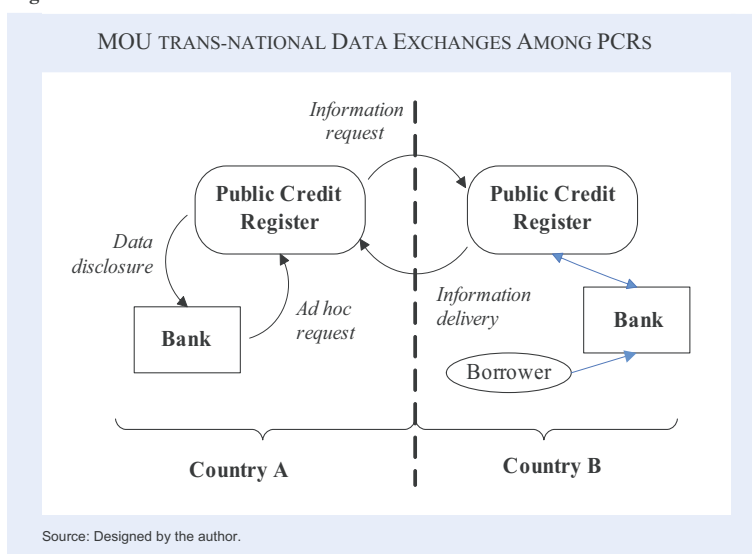 MOU TRANS-NATIONAL DATA EXCHANGES AMONG PCRS
Information
request
Public Credit
Register
Public Credit
Register
Data
disclosure
Ad hoc
request
Information
delivery
Bank
Bank
Borrower
Country A
Country B
Source: Designed by the author.